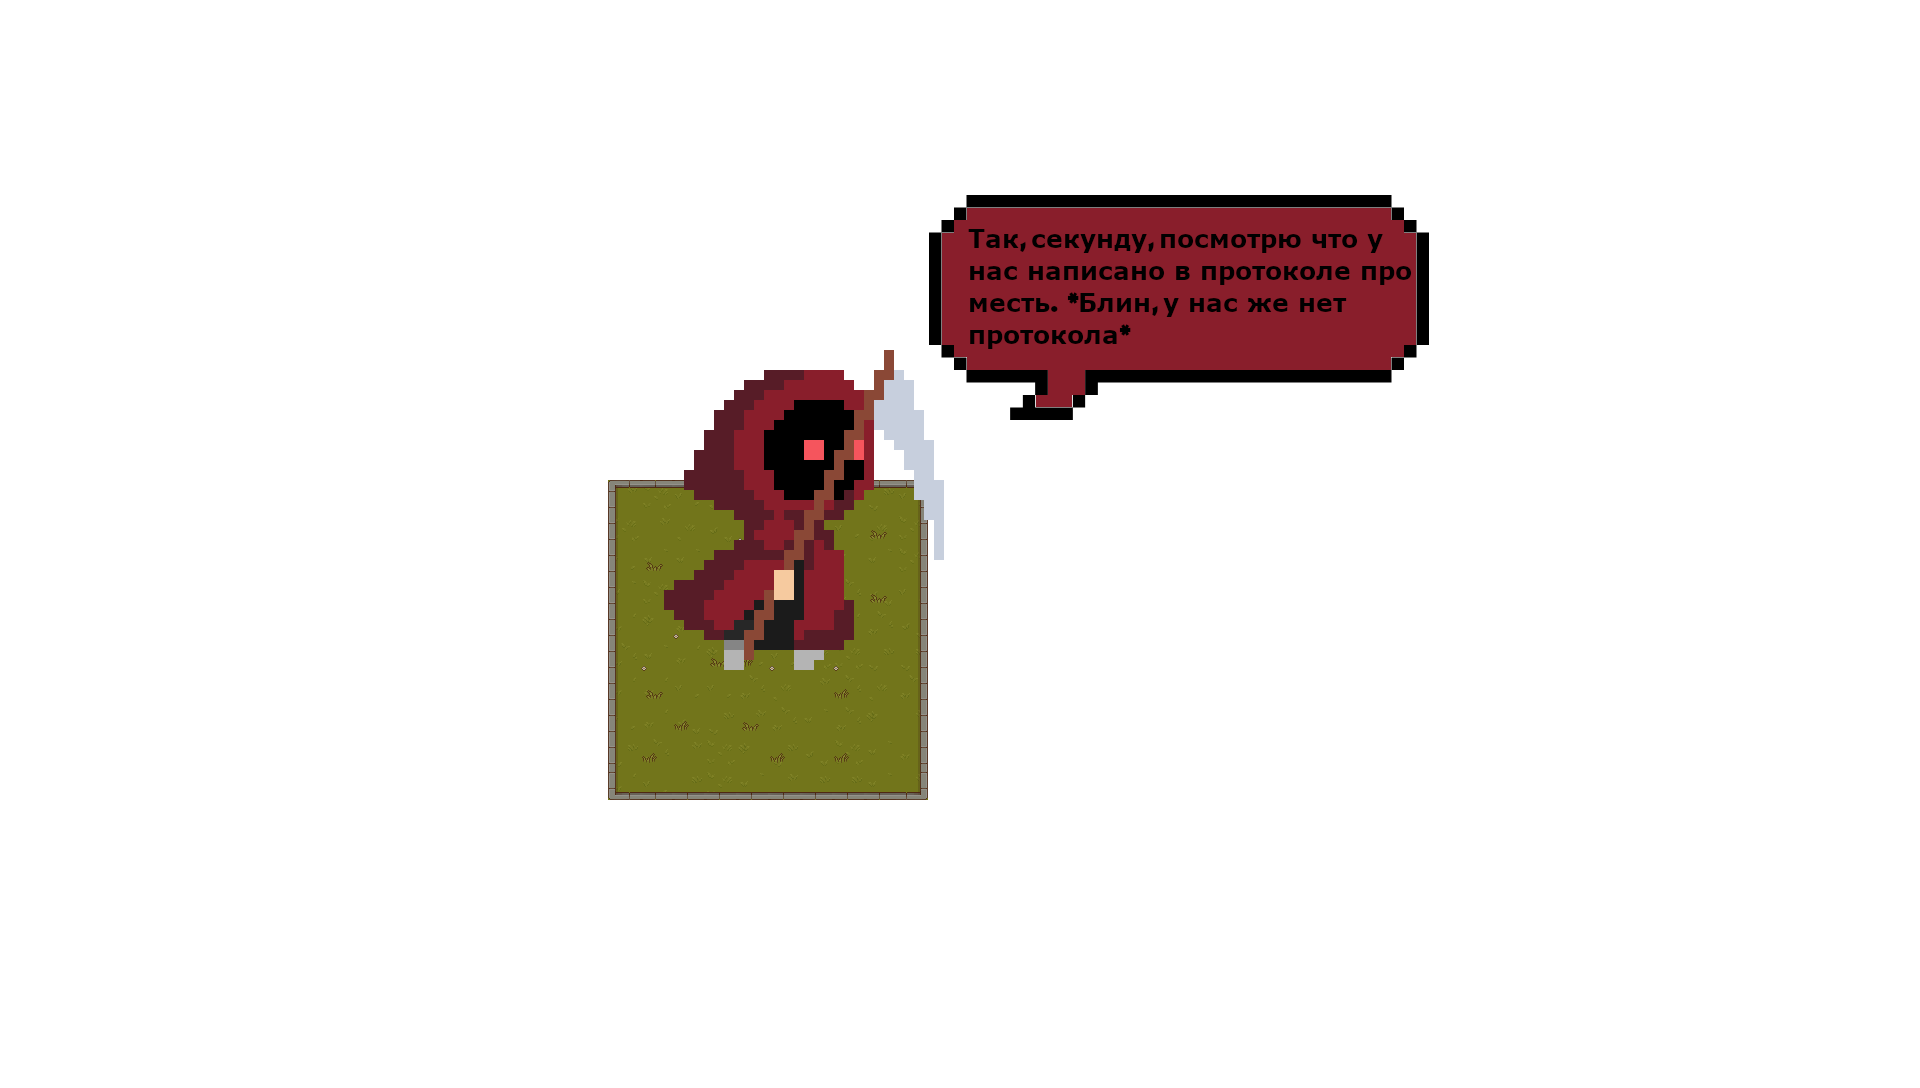 Так, секунду, посмотрю что у
нас написано в протоколе про
месть. *Блин, у нас же нет
протокола*